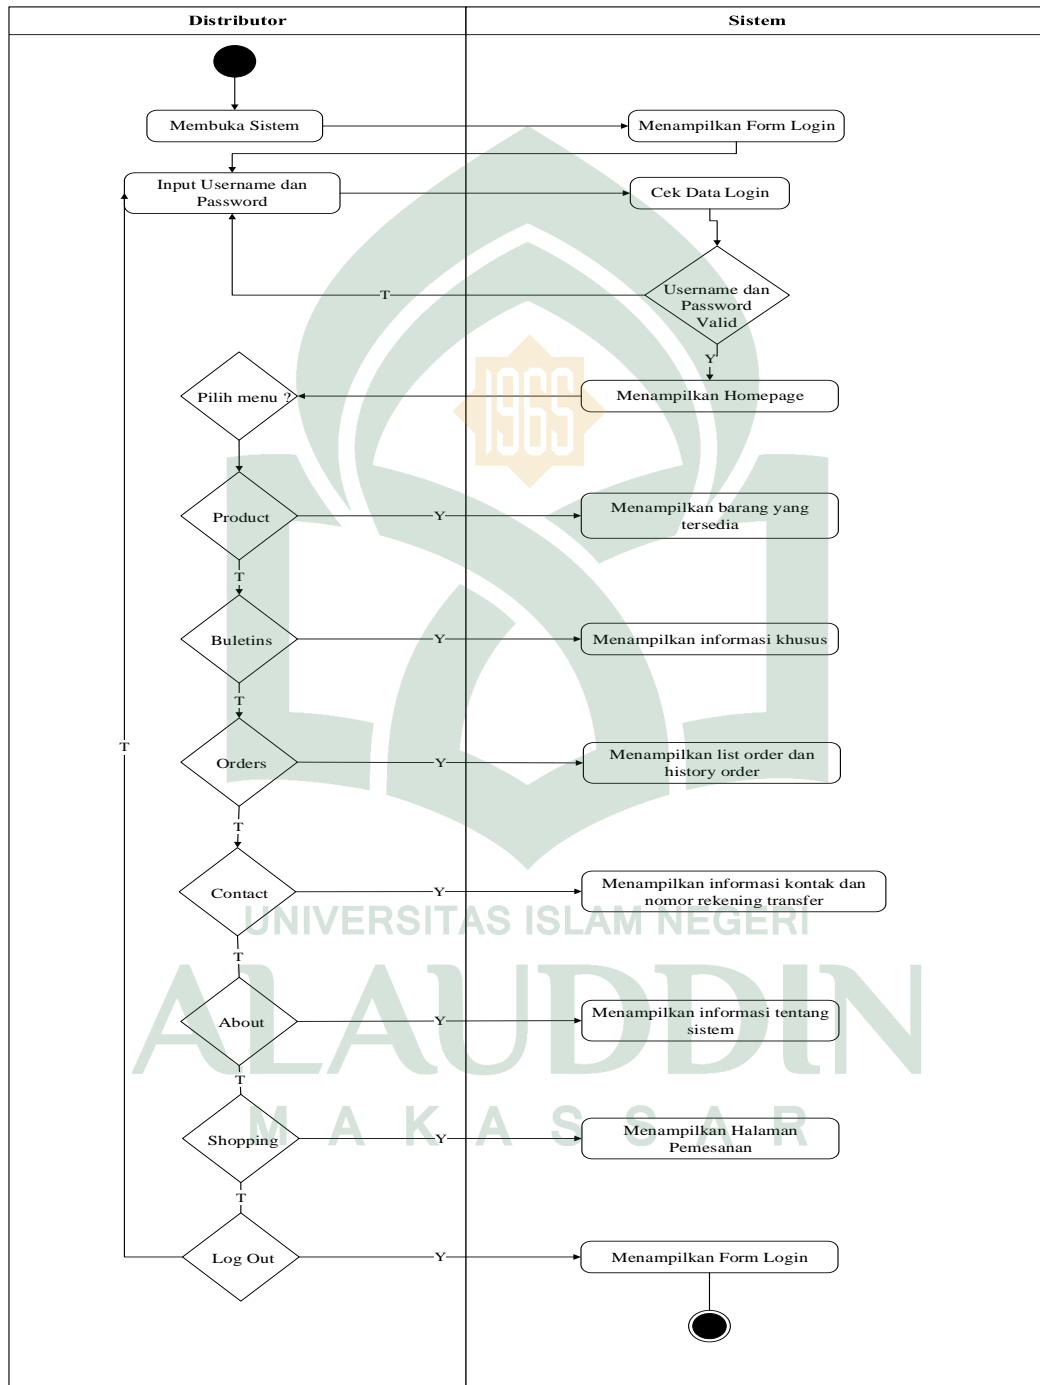 Distributor
Sistem
Membuka Sistem
Menampilkan Form Login
Input Username dan
Password
Cek Data Login
T
Username dan
Password
Valid
Y
Pilih menu ?
1965
Menampilkan Homepage
Product
Y
Menampilkan barang yang
tersedia
T
Buletins
Y
Menampilkan informasi khusus
T
T
Orders
Y
Menampilkan list order dan
history order
T
Contact
Y
Menampilkan informasi kontak dan
nomor rekening transfer
UNIVERSITAS ISLAM NEGERI
T
ALAUDDIN
About
Y
Menampilkan informasi tentang
sistem
T
MAKASSAR
Shopping
Y
Menampilkan Halaman
Pemesanan
T
Log Out
Y
Menampilkan Form Login